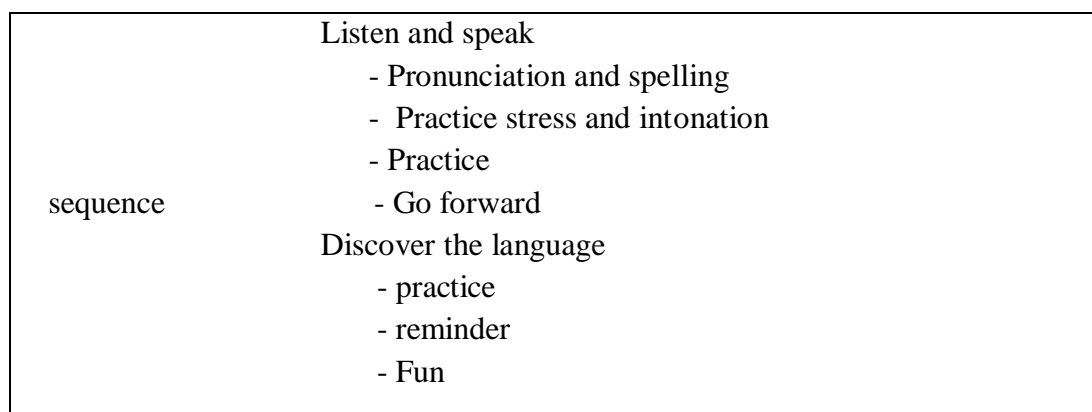 Listen and speak
- Pronunciation and spelling
- Practice stress and intonation
- Practice
sequence - Go forward
Discover the language
- practice
- reminder
- Fun